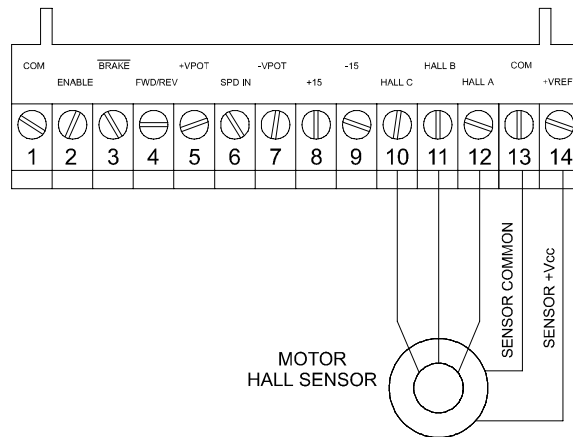 COM BRAKE +VPOT -VPOT -15 HALL B COM
ENABLE FWD/REV SPD IN +15 HALL C HALL A +VREF
1 2 3 4 5 6 7 8 9 10 11 12 13 14
SENSOR COMMON
SENSOR +Vcc
MOTOR
HALL SENSOR